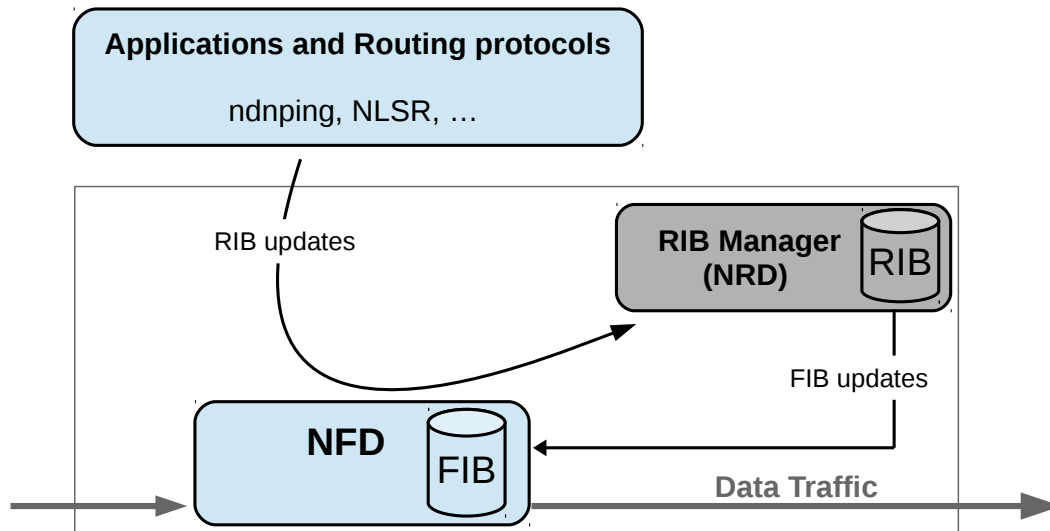 Applications and Routing protocols
ndnping, NLSR, …
RIB updates
RIB Manager
(NRD)
RIB
FIB updates
NFD
FIB
Data Traffic